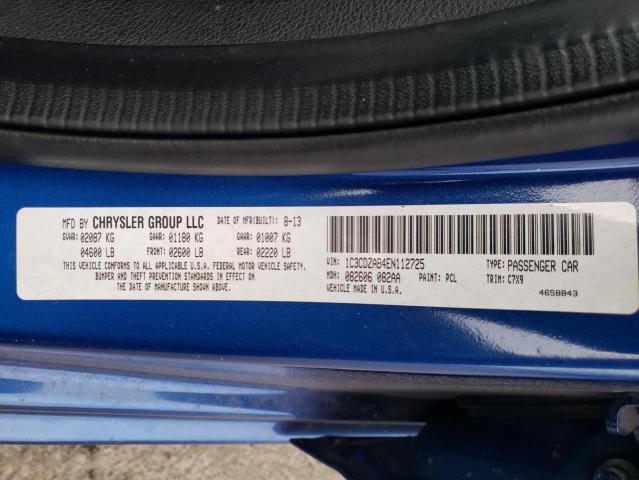 MFD BY CHRYSLER GROUP LLC DATE OF MFR(BUILT): 8-13
GVWR: 02087 KG GAWR: 01180 KG GAWR: 01007 KG
04600 LB FRONT: 02600 LB REAR: 02220 LB
THIS VEHICLE CONFORMS TO ALL APPLICABLE U.S.A. FEDERAL MOTOR VEHICLE SAFETY,
BUMPER AND THEFT PREVENTION STANDARDS IN EFFECT ON
THE DATE OF MANUFACTURE SHOWN ABOVE.
VIN: 1C3CDZAB4EN112725 TYPE: PASSENGER CAR
MDH: 082606 082AA PAINT: PCL TRIM: C7X9
VEHICLE MADE IN U.S.A. 4658843